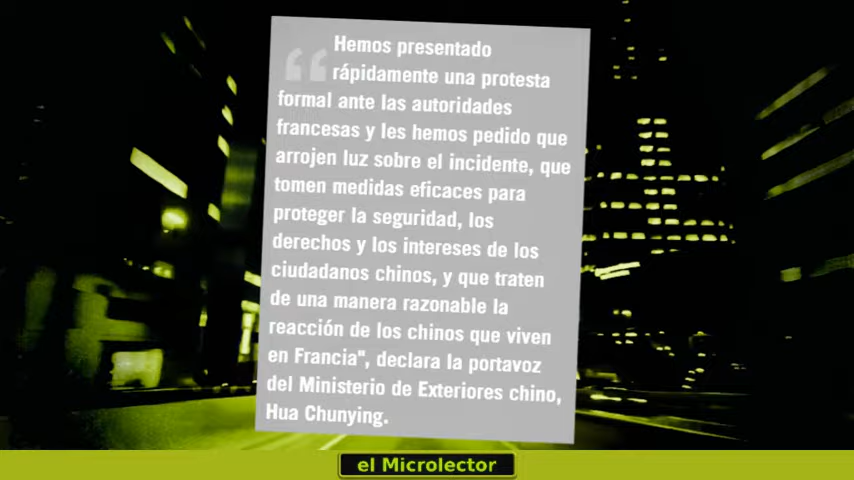 “ Hemos presentado
rápidamente una protesta
formal ante las autoridades
francesas y les hemos pedido que
arrojen luz sobre el incidente, que
tomen medidas eficaces para
proteger la seguridad, los
derechos y los intereses de los
ciudadanos chinos, y que traten
de una manera razonable la
reacción de los chinos que viven
en Francia", declara la portavoz
del Ministerio de Exteriores chino,
Hua Chunying.
el Microlector